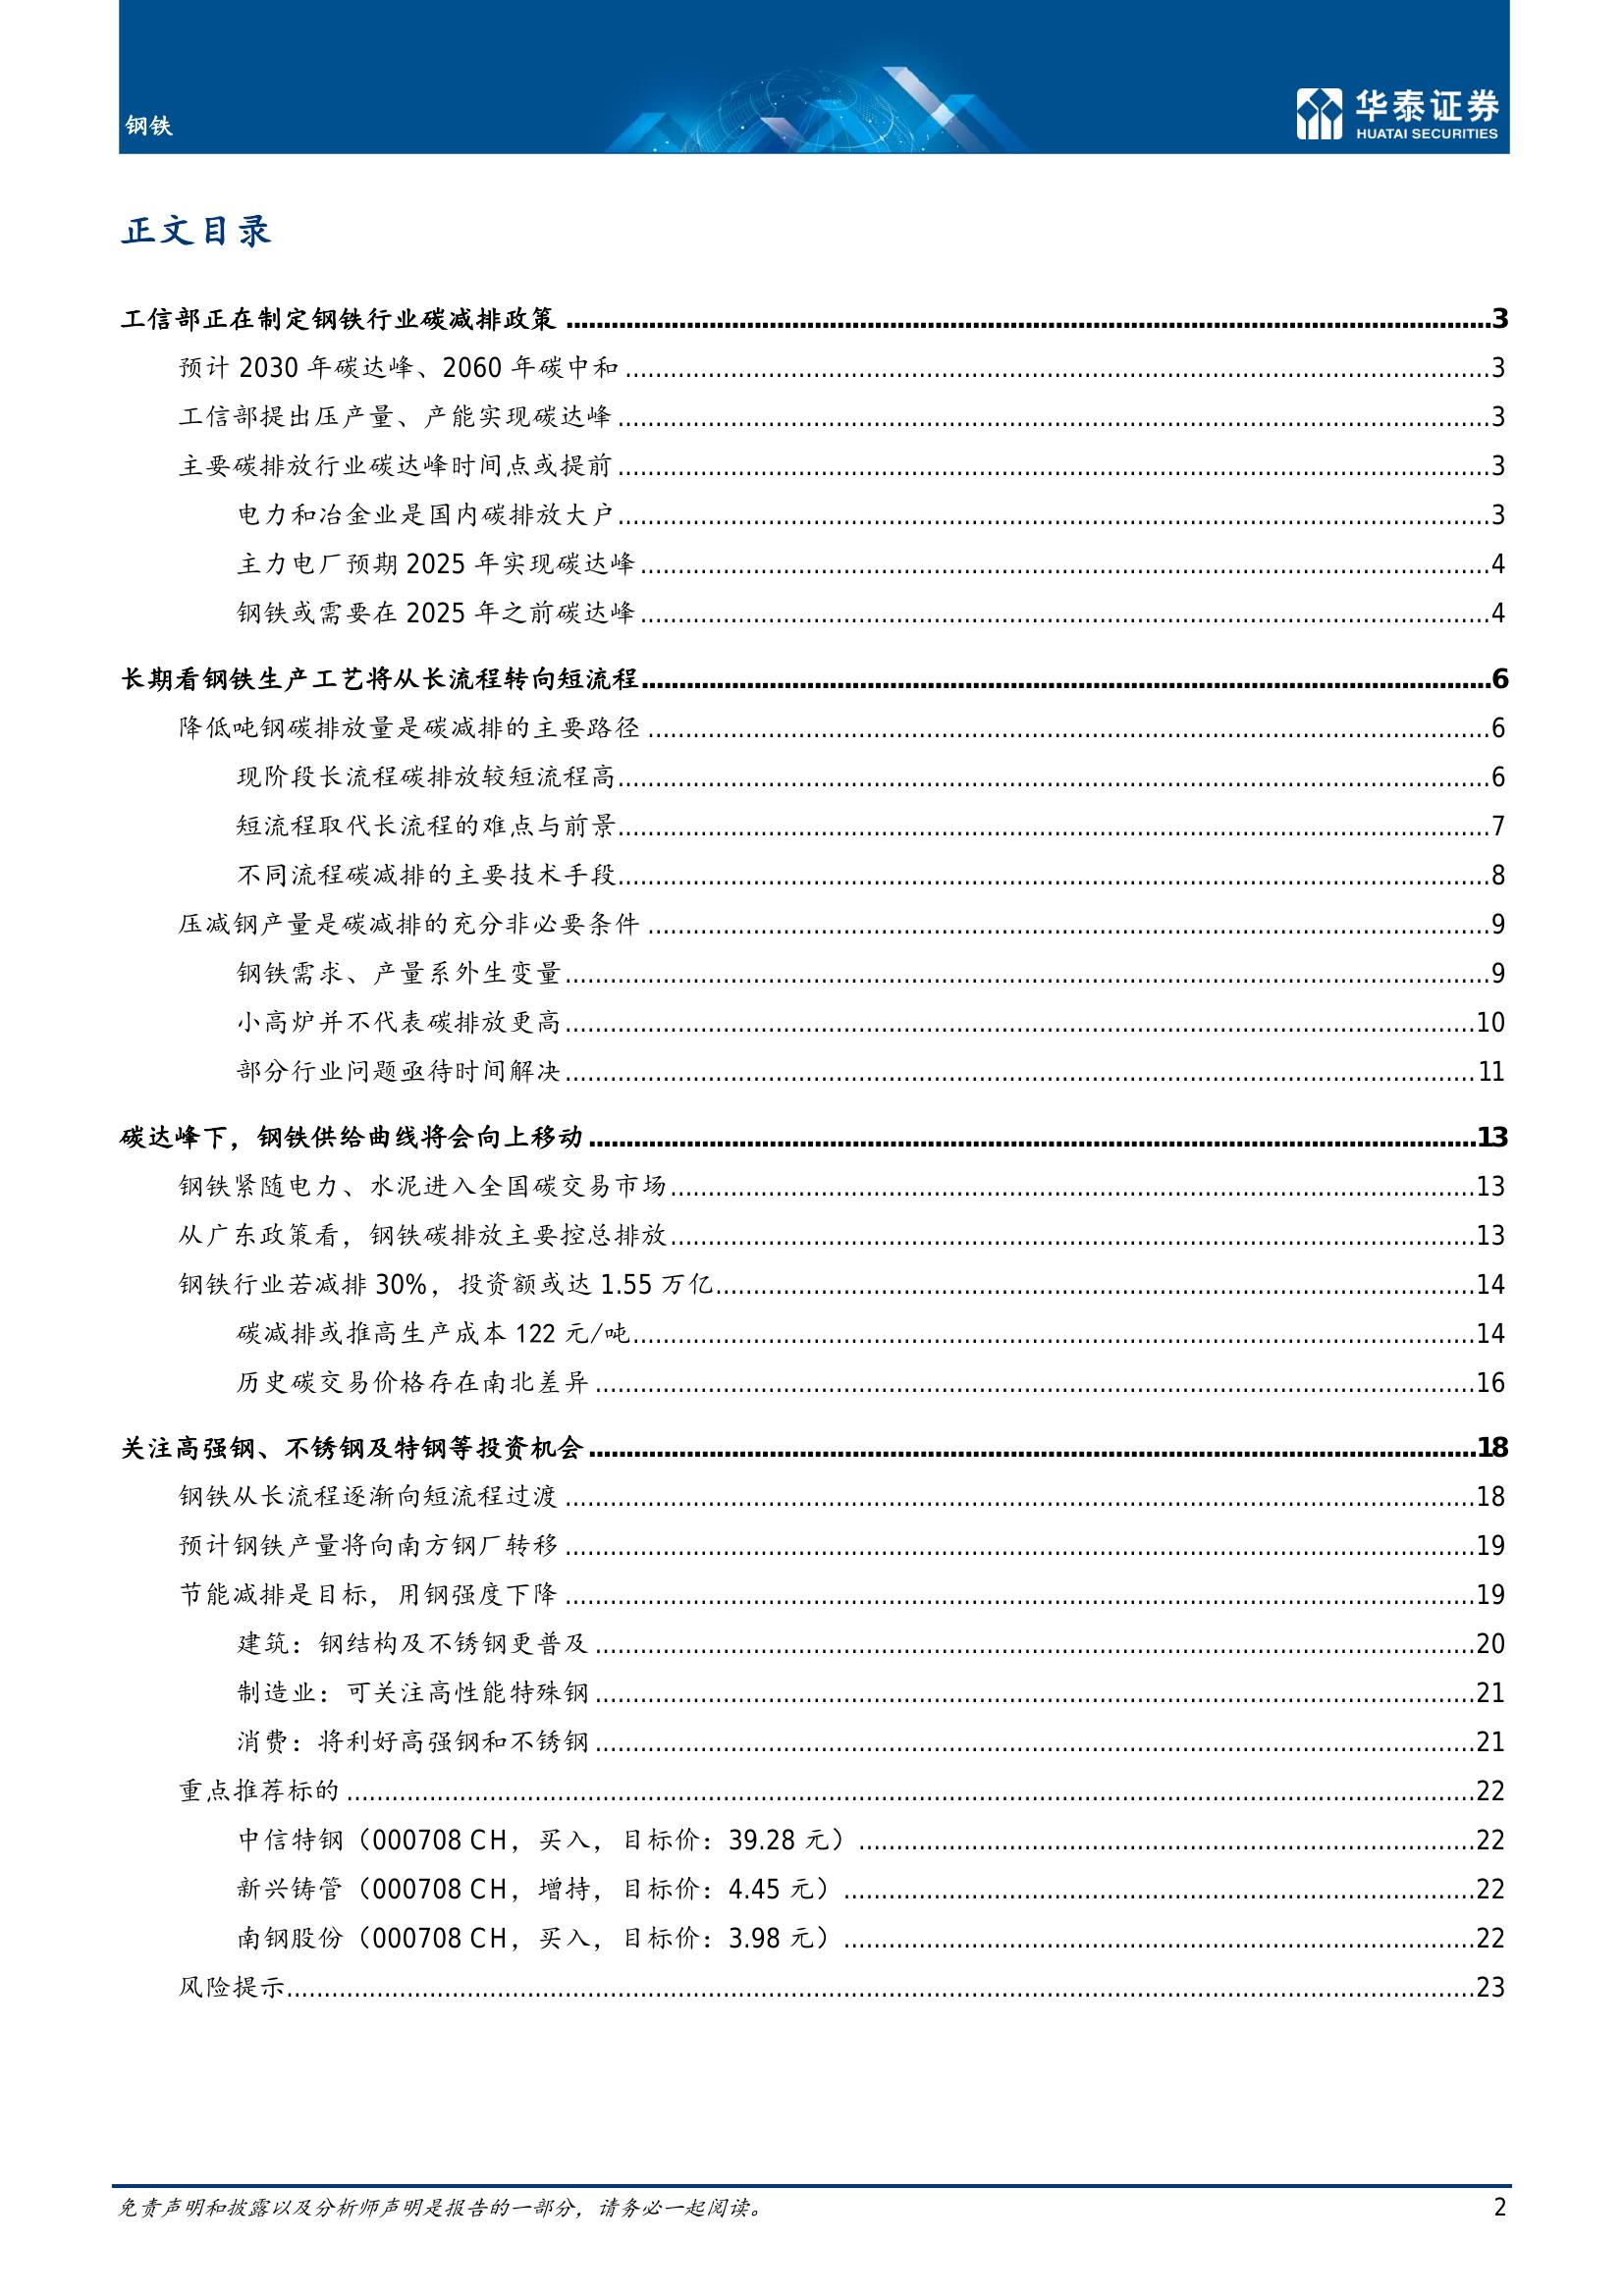 钢铁
华泰证券
HUATAI SECURITIES
正文目录
工信部正在制定钢铁行业碳减排政策 ........ 3
预计 2030 年碳达峰、2060 年碳中和 ........ 3
工信部提出压产量、产能实现碳达峰 ........ 3
主要碳排放行业碳达峰时间点或提前 ........ 3
电力和冶金业是国内碳排放大户 ........ 3
主力电厂预期 2025 年实现碳达峰 ........ 4
钢铁或需要在 2025 年之前碳达峰 ........ 4
长期看钢铁生产工艺将从长流程转向短流程 ........ 6
降低吨钢碳排放量是碳减排的主要路径 ........ 6
现阶段长流程碳排放较短流程高 ........ 6
短流程取代长流程的难点与前景 ........ 7
不同流程碳减排的主要技术手段 ........ 8
压减钢产量是碳减排的充分非必要条件 ........ 9
钢铁需求、产量系外生变量 ........ 9
小高炉并不代表碳排放更高 ........ 10
部分行业问题亟待时间解决 ........ 11
碳达峰下，钢铁供给曲线将会向上移动 ........ 13
钢铁紧随电力、水泥进入全国碳交易市场 ........ 13
从广东政策看，钢铁碳排放主要控总排放 ........ 13
钢铁行业若减排 30%，投资额或达 1.55 万亿 ........ 14
碳减排或推高生产成本 122 元/吨 ........ 14
历史碳交易价格存在南北差异 ........ 16
关注高强钢、不锈钢及特钢等投资机会 ........ 18
钢铁从长流程逐渐向短流程过渡 ........ 18
预计钢铁产量将向南方钢厂转移 ........ 19
节能减排是目标，用钢强度下降 ........ 19
建筑：钢结构及不锈钢更普及 ........ 20
制造业：可关注高性能特殊钢 ........ 21
消费：将利好高强钢和不锈钢 ........ 21
重点推荐标的 ........ 22
中信特钢（000708 CH，买入，目标价：39.28 元） ........ 22
新兴铸管（000708 CH，增持，目标价：4.45 元） ........ 22
南钢股份（000708 CH，买入，目标价：3.98 元） ........ 22
风险提示 ........ 23
免责声明和披露以及分析师声明是报告的一部分，请务必一起阅读。 2